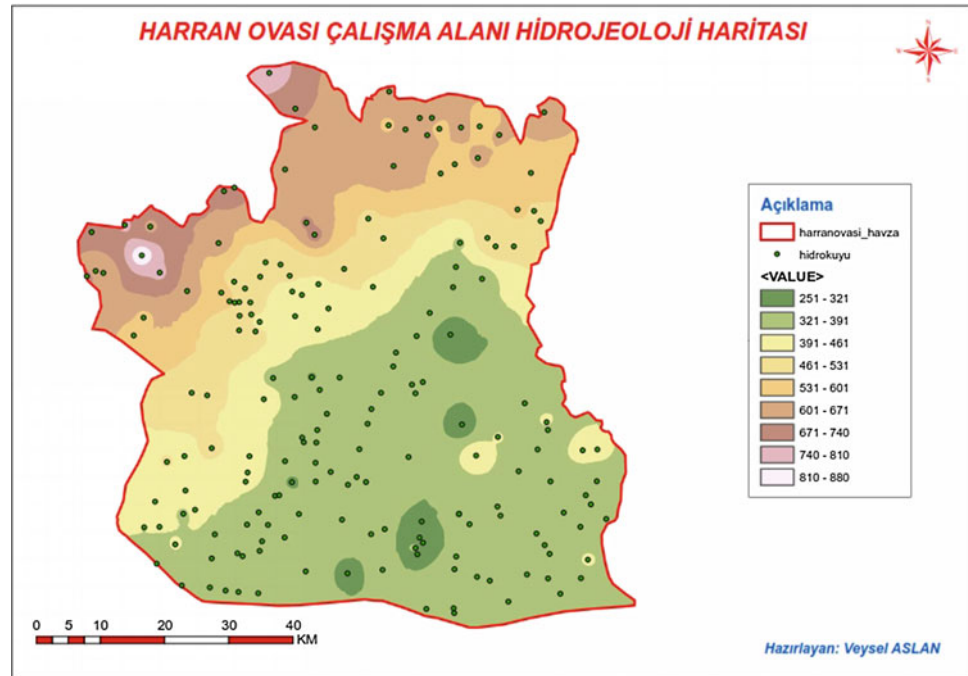 HARRAN OVASI ÇALIŞMA ALANI HİDROJEOLOJİ HARİTASI
N
Açıklama
harranovasi_havza
hidrokuyu
<VALUE>
251 - 321
321 - 391
391 - 461
461 - 531
531 - 601
601 - 671
671 - 740
740 - 810
810 - 880
0 5 10 20 30 40
KM
Hazırlayan: Veysel ASLAN